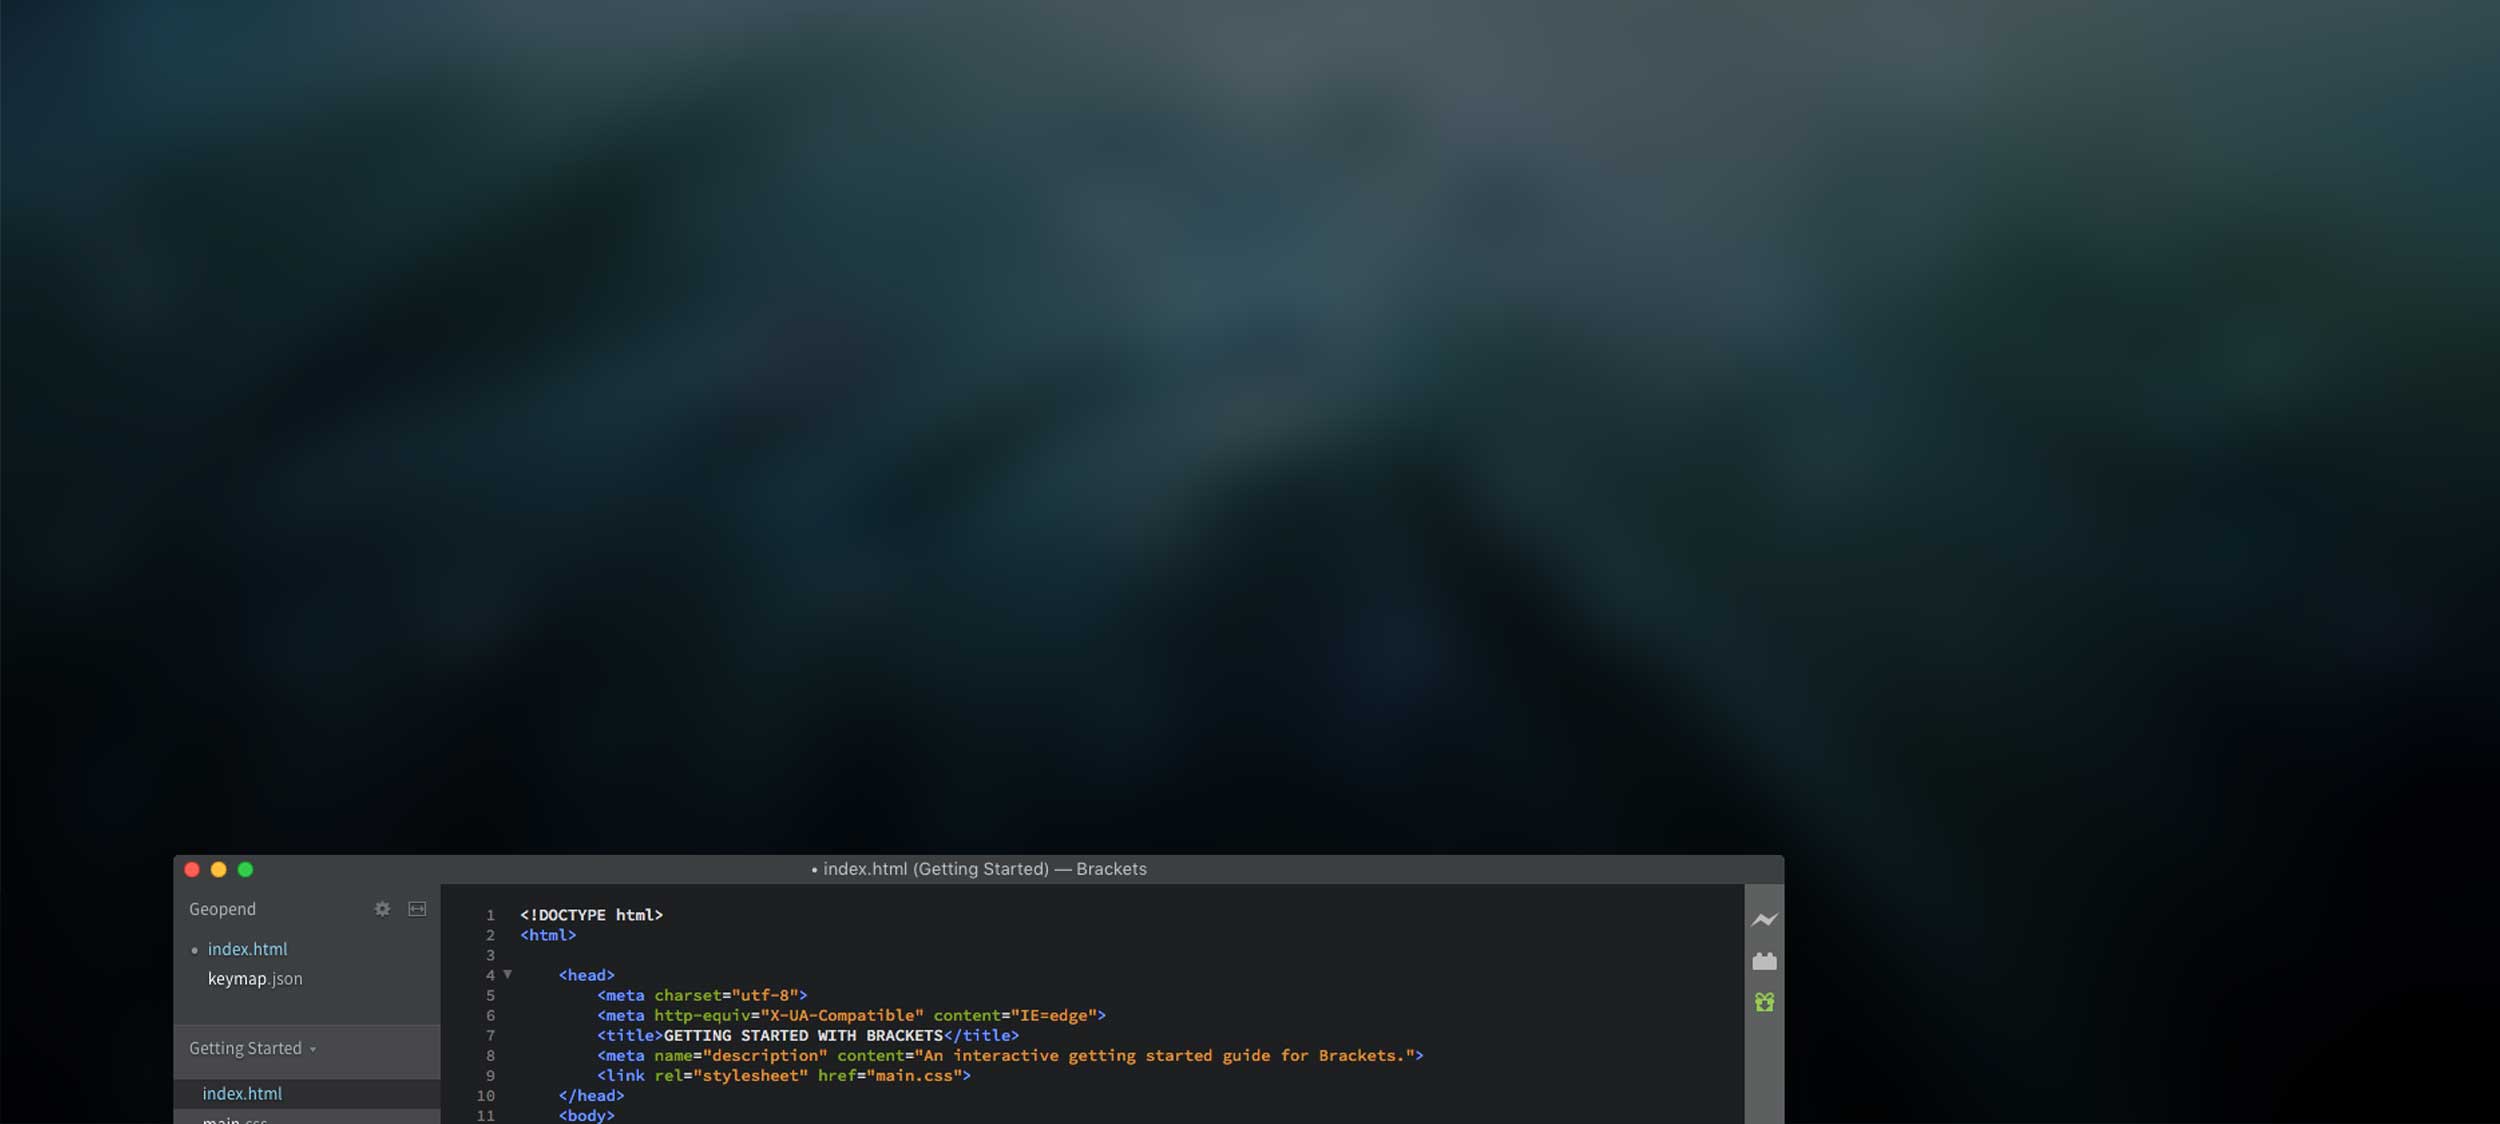 • index.html (Getting Started) — Brackets
Geopend
• index.html
keymap.json
Getting Started
index.html
main.css
1 <!DOCTYPE html>
2 <html>
3
4 <head>
5 <meta charset="utf-8">
6 <meta http-equiv="X-UA-Compatible" content="IE=edge">
7 <title>GETTING STARTED WITH BRACKETS</title>
8 <meta name="description" content="An interactive getting started guide for Brackets.">
9 <link rel="stylesheet" href="main.css">
10 </head>
11 <body>